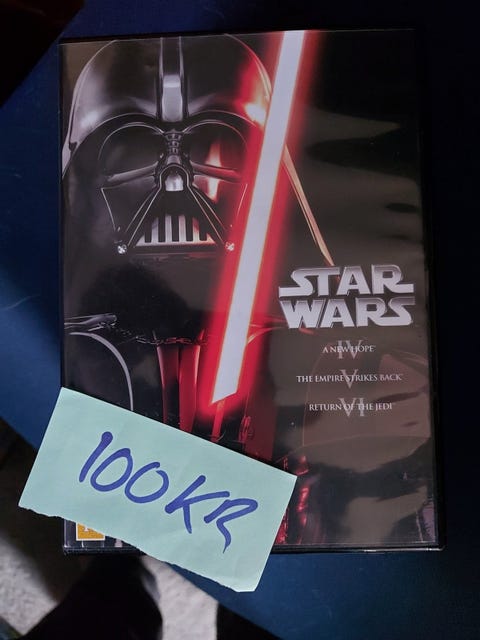 STAR
WARS
IV
A NEW HOPE
V
THE EMPIRE STRIKES BACK
VI
RETURN OF THE JEDI
100KR